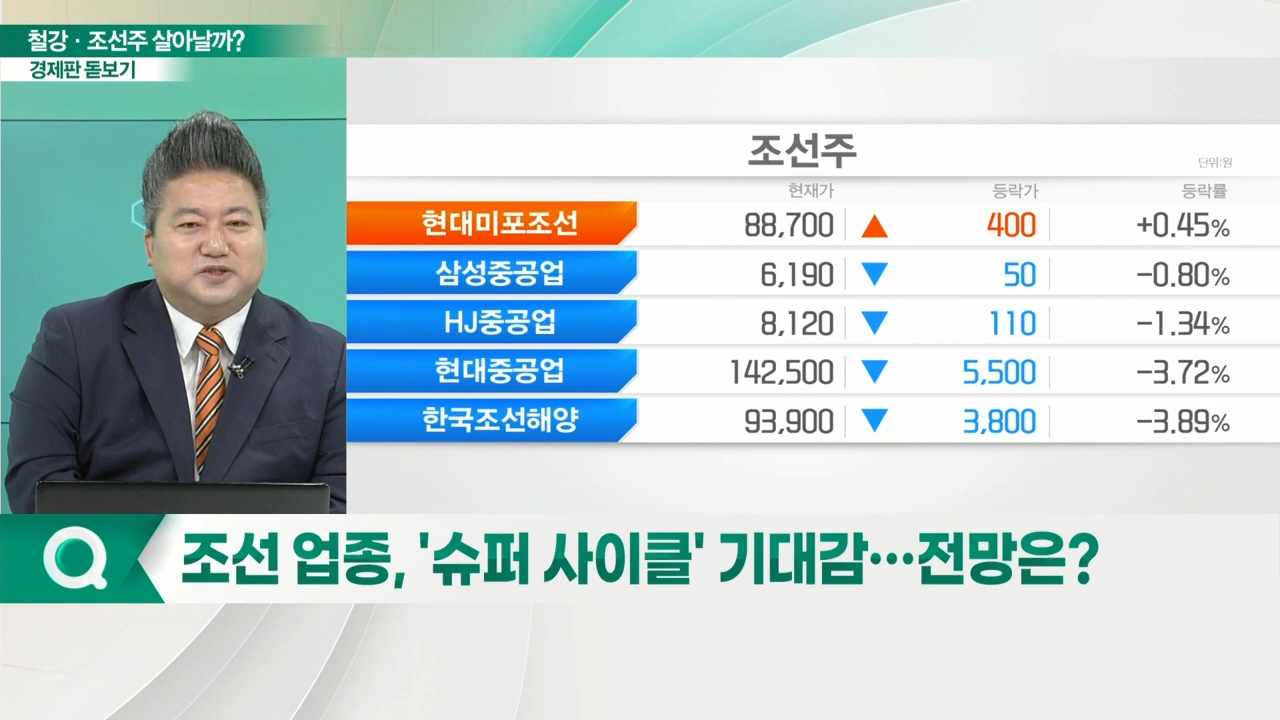 철강 · 조선주 살아날까?
경제판 돋보기
조선주
단위:원
현재가 등락가 등락률
현대미포조선 88,700 ▲ 400 +0.45%
삼성중공업 6,190 ▼ 50 -0.80%
HJ중공업 8,120 ▼ 110 -1.34%
현대중공업 142,500 ▼ 5,500 -3.72%
한국조선해양 93,900 ▼ 3,800 -3.89%
조선 업종, '슈퍼 사이클' 기대감…전망은?